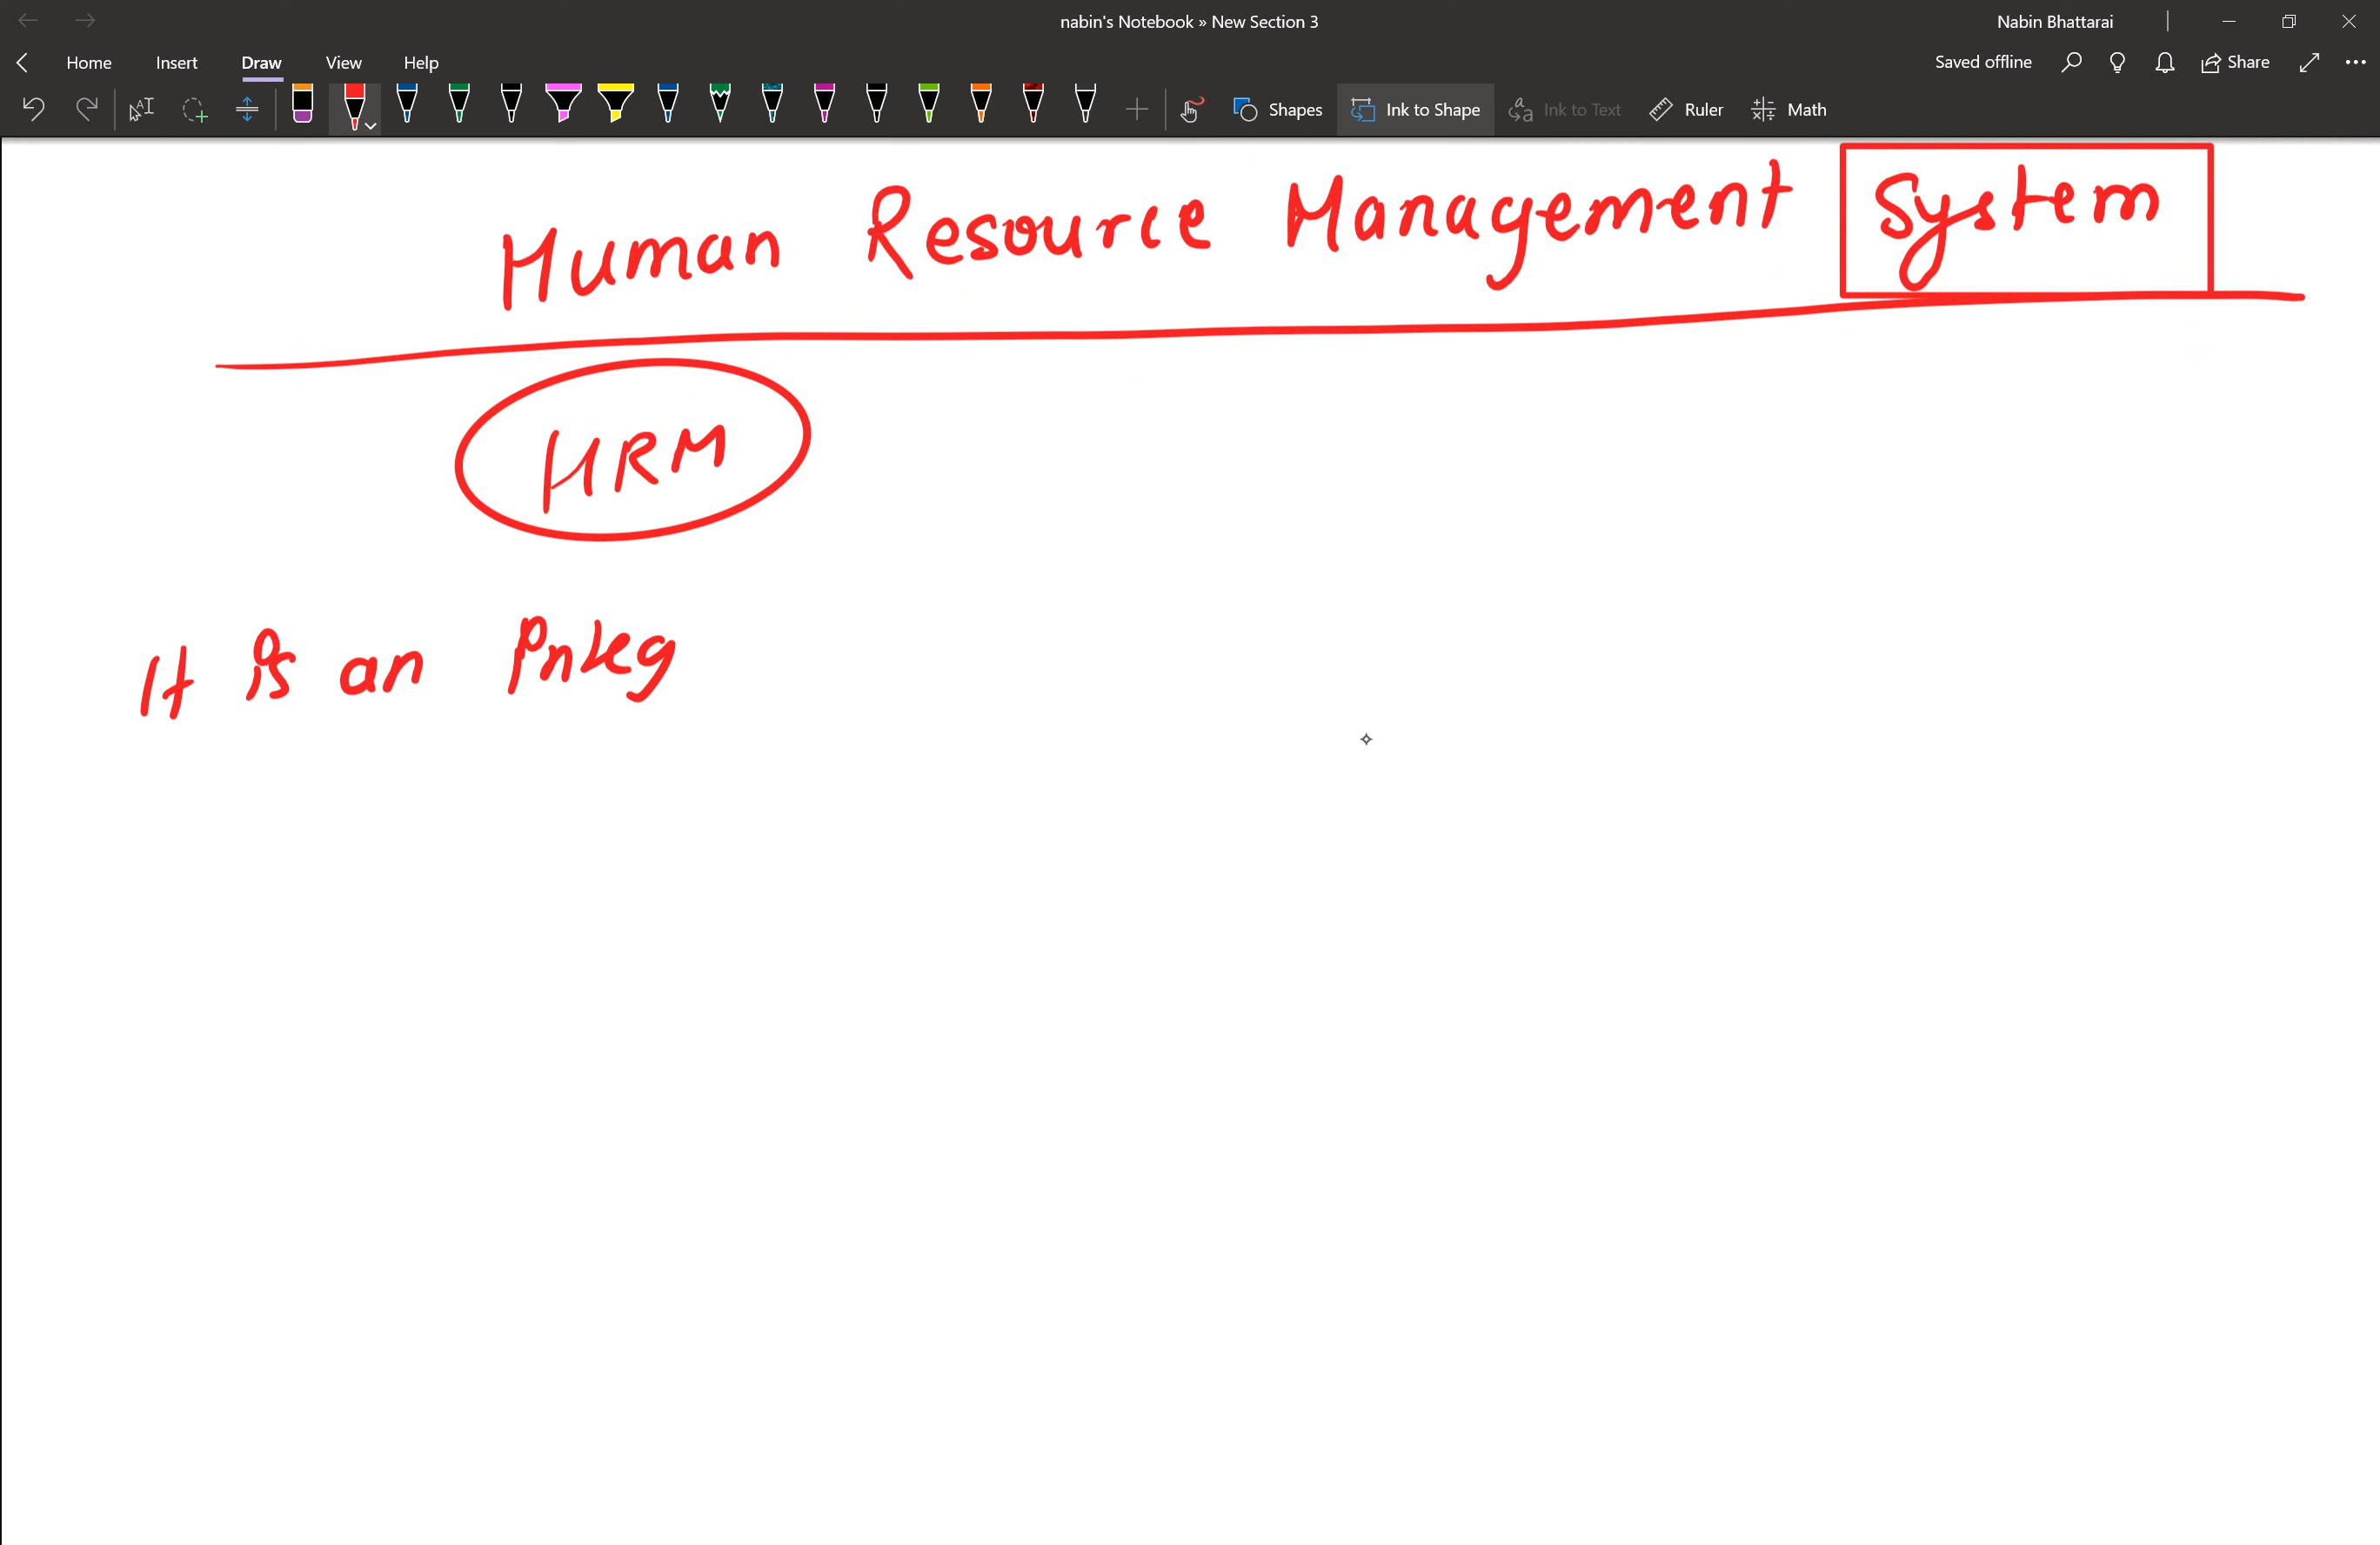 nabin's Notebook » New Section 3
Nabin Bhattarai
Home Insert Draw View Help
Saved offline
Share
Shapes
Ink to Shape
Ink to Text
Ruler
Math
Human Resource Management System
HRM
It is an integ